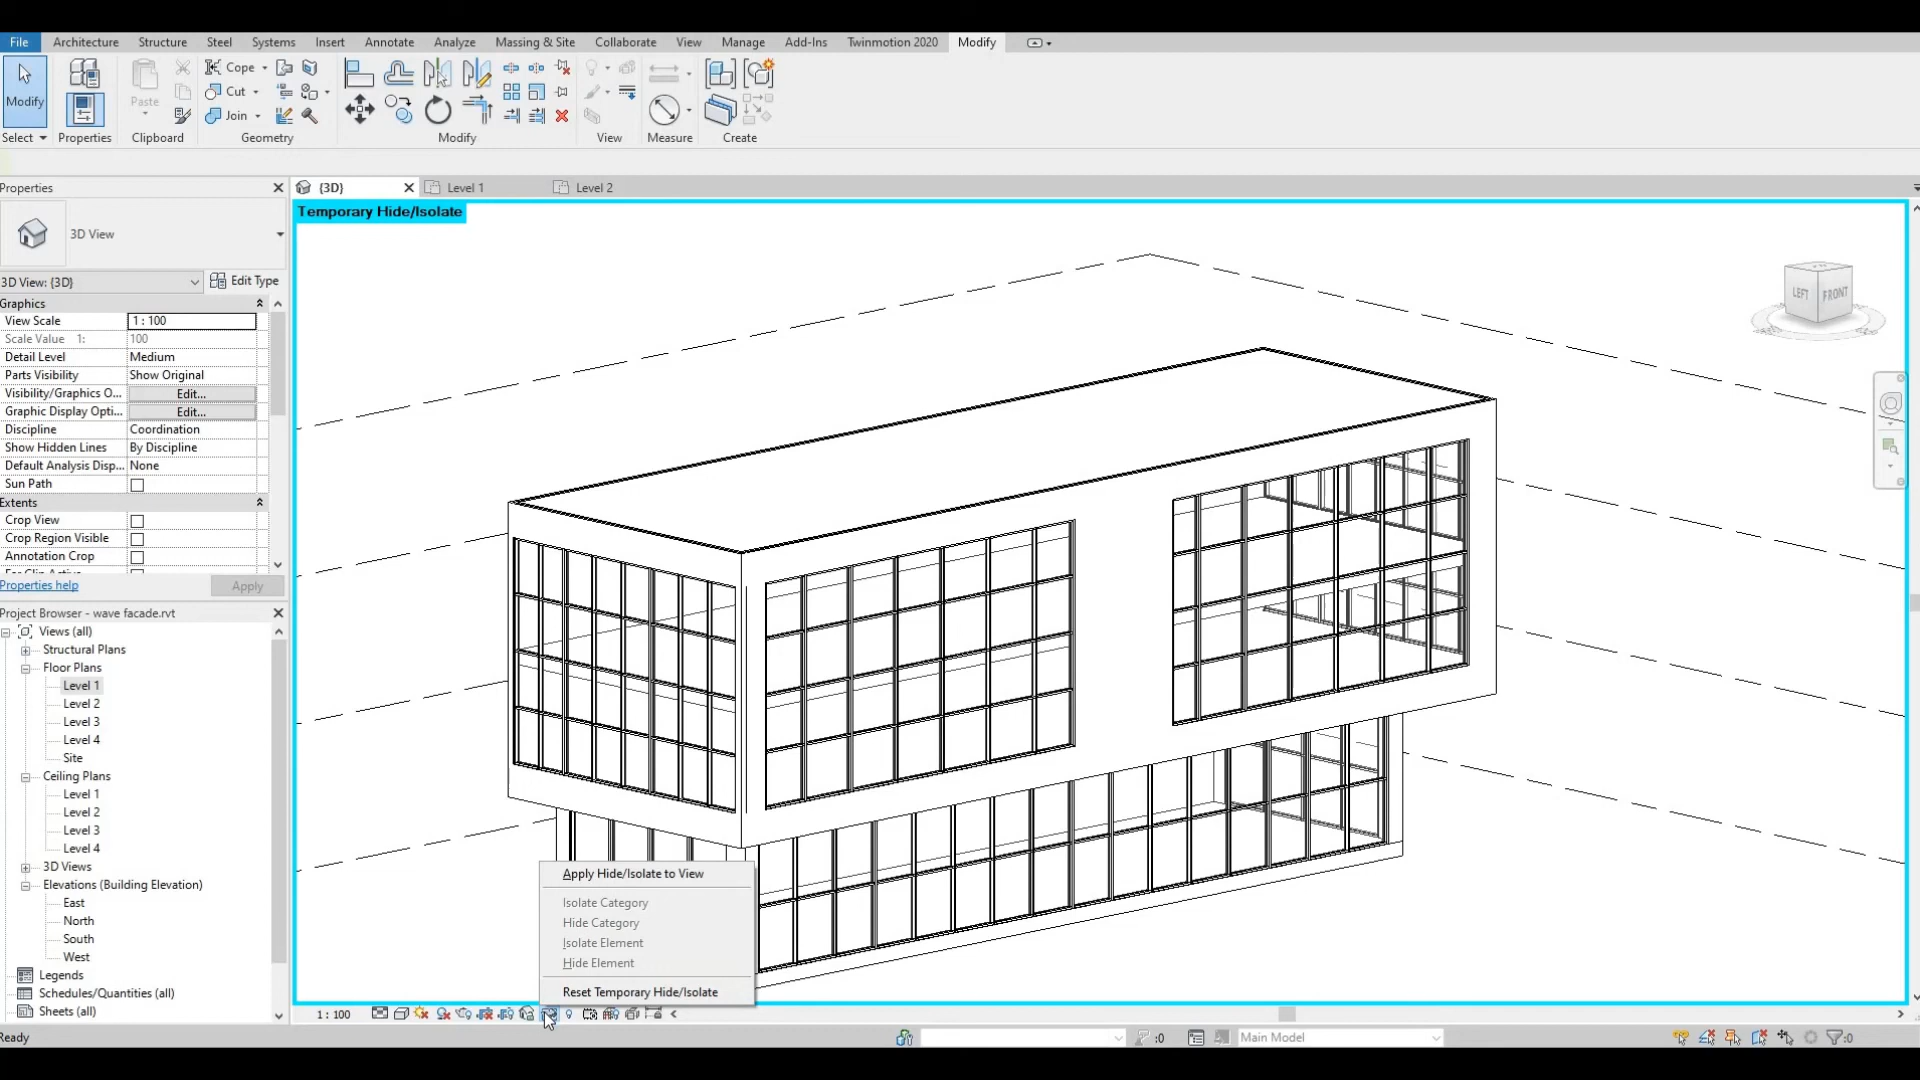 File Architecture Structure Steel Systems Insert Annotate Analyze Massing & Site Collaborate View Manage Add-Ins Twinmotion 2020 Modify
Cope
Cut
Join
Modify
Paste
Select Properties Clipboard Geometry Modify View Measure Create
Properties
{3D} Level 1 Level 2
Temporary Hide/Isolate
3D View
3D View: {3D} Edit Type
Graphics
View Scale 1 : 100
Scale Value 1: 100
Detail Level Medium
Parts Visibility Show Original
Visibility/Graphics O... Edit...
Graphic Display Opti... Edit...
Discipline Coordination
Show Hidden Lines By Discipline
Default Analysis Disp... None
Sun Path
Extents
Crop View
Crop Region Visible
Annotation Crop
Properties help Apply
Project Browser - wave facade.rvt
Views (all)
Structural Plans
Floor Plans
Level 1
Level 2
Level 3
Level 4
Site
Ceiling Plans
Level 1
Level 2
Level 3
Level 4
3D Views
Elevations (Building Elevation)
East
North
South
West
Legends
Schedules/Quantities (all)
Sheets (all)
LEFT FRONT
Apply Hide/Isolate to View
Isolate Category
Hide Category
Isolate Element
Hide Element
Reset Temporary Hide/Isolate
1 : 100
Ready :0 Main Model :0